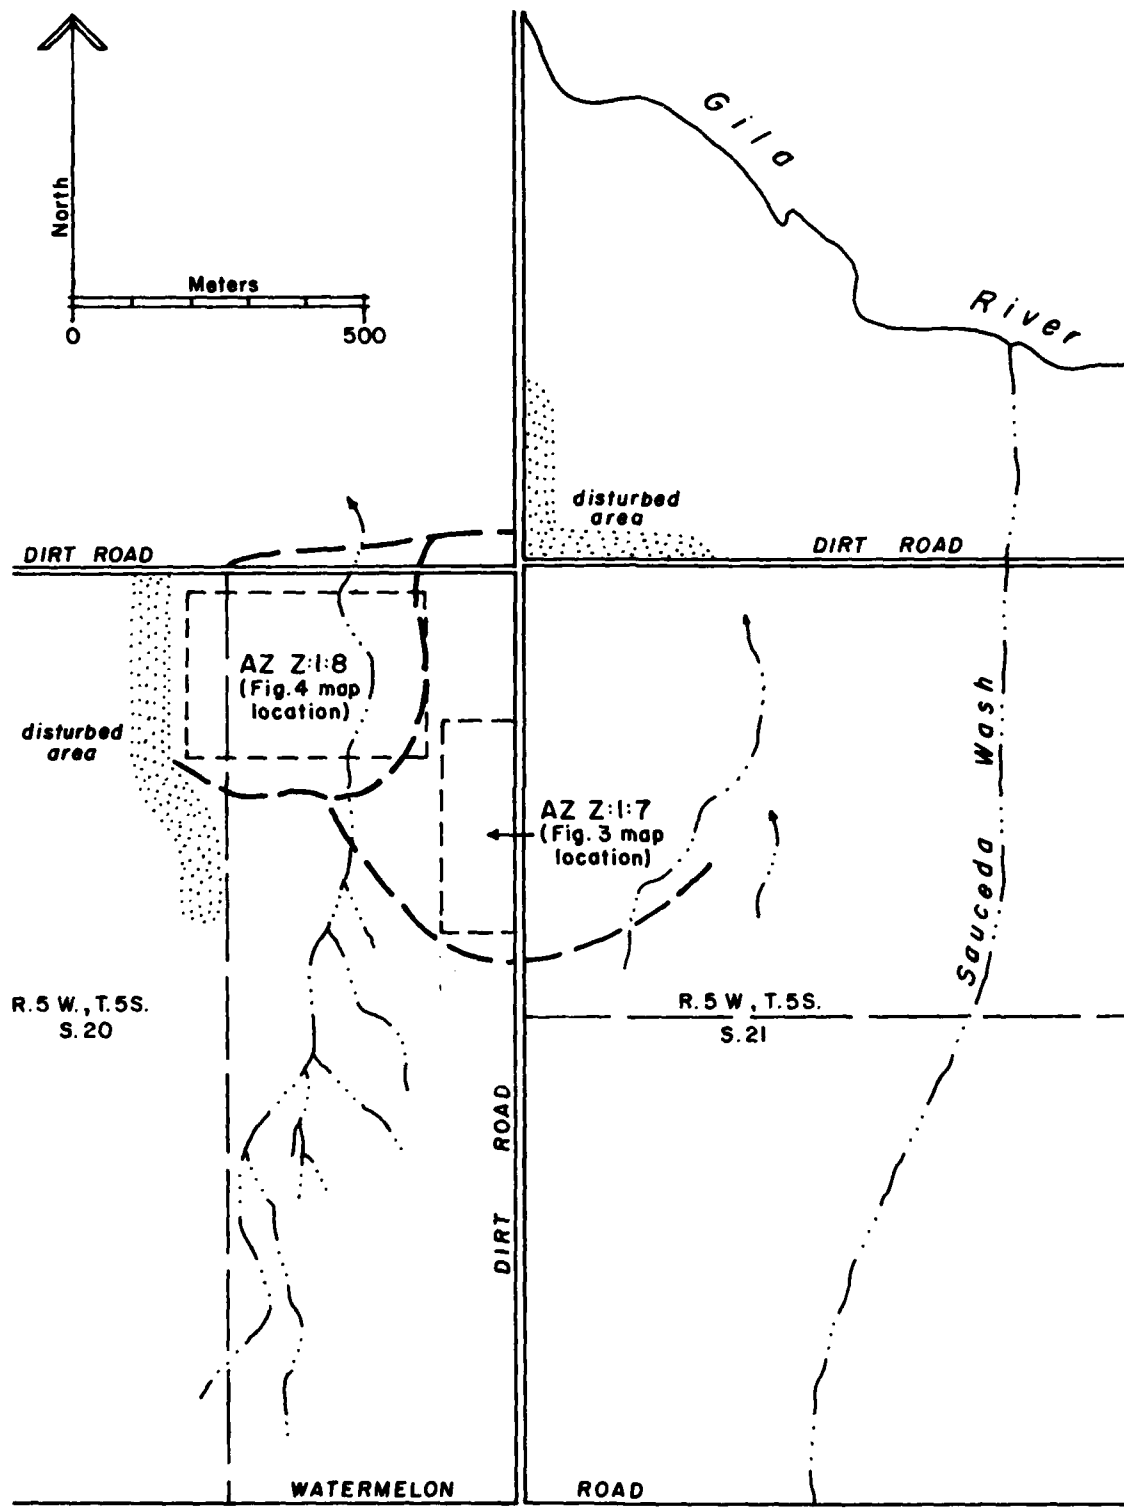 Gila
North
Meters
0 500
River
disturbed
area
DIRT ROAD
DIRT ROAD
AZ Z:1:8
(Fig. 4 map
location)
disturbed
area
Sauceda Wash
AZ Z:1:7
(Fig. 3 map
location)
R. 5 W., T. 5S.
S. 20
R. 5 W , T. 5S.
S. 21
DIRT ROAD
WATERMELON ROAD